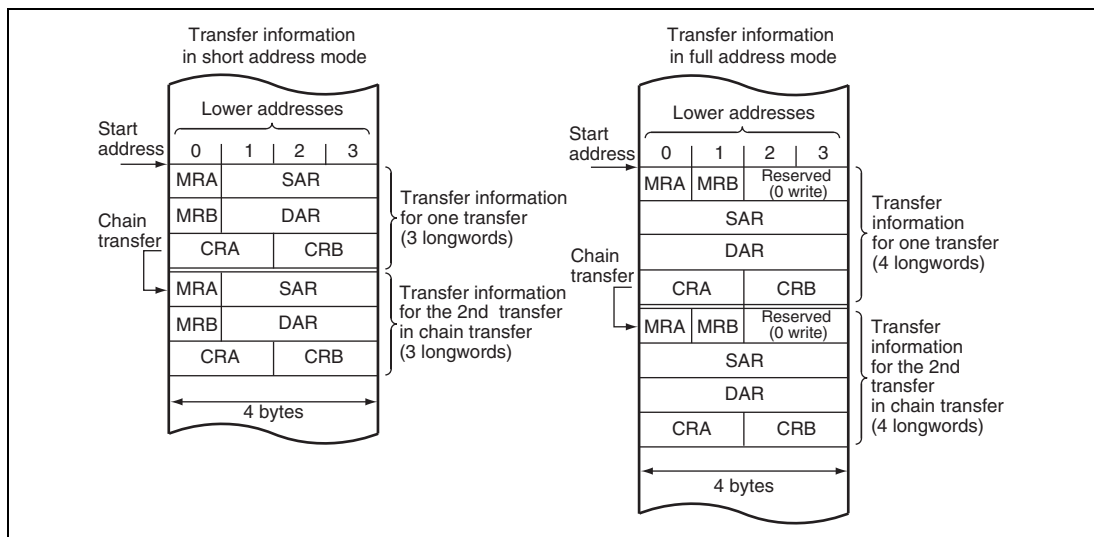 Transfer information
in short address mode
Lower addresses
Start
address
0 1 2 3
MRA SAR
MRB DAR
CRA CRB
Chain
transfer
MRA SAR
MRB DAR
CRA CRB
Transfer information
for one transfer
(3 longwords)
Transfer information
for the 2nd transfer
in chain transfer
(3 longwords)
4 bytes
Transfer information
in full address mode
Lower addresses
Start
address
0 1 2 3
MRA MRB Reserved
(0 write)
SAR
DAR
CRA CRB
Chain
transfer
MRA MRB Reserved
(0 write)
SAR
DAR
CRA CRB
Transfer
information
for one transfer
(4 longwords)
Transfer
information
for the 2nd
transfer
in chain transfer
(4 longwords)
4 bytes